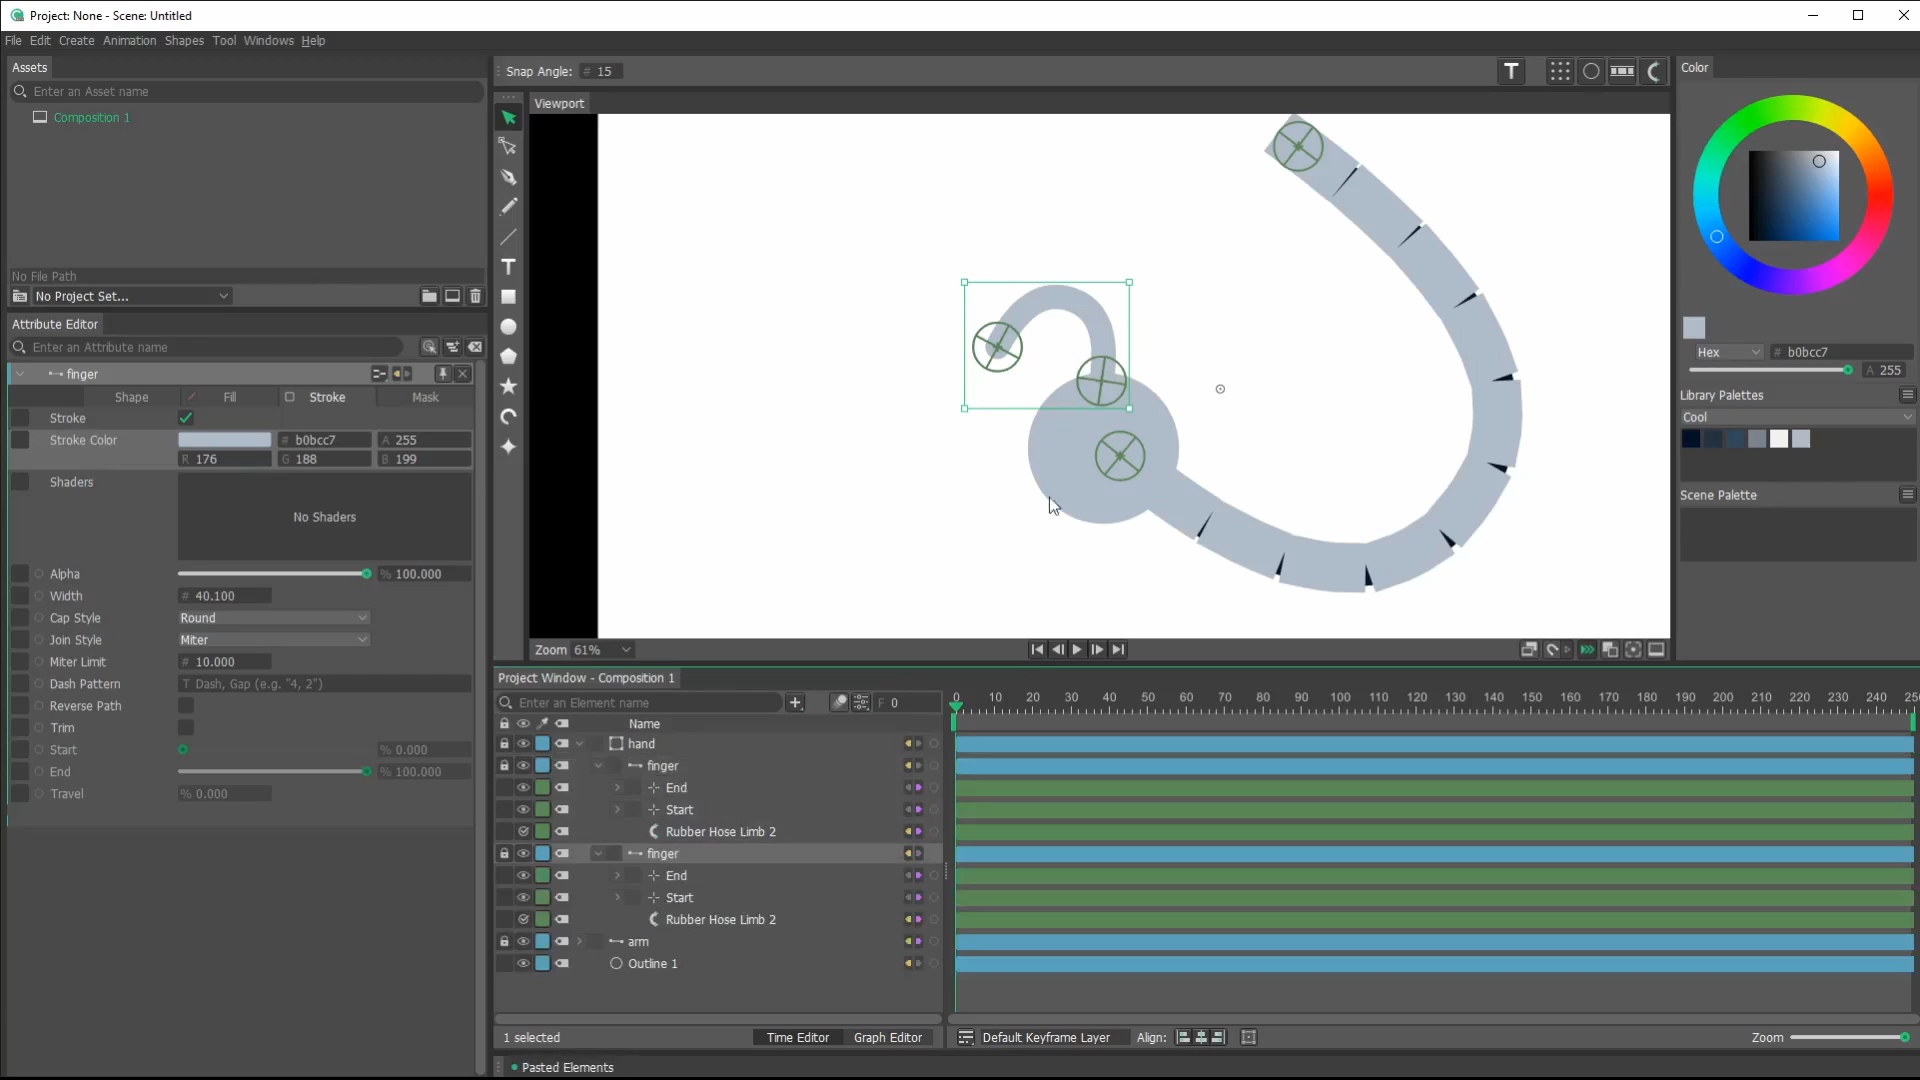 Project: None - Scene: Untitled
File Edit Create Animation Shapes Tool Windows Help
Assets
Enter an Asset name
Composition 1
No File Path
No Project Set...
Attribute Editor
Enter an Attribute name
finger
Shape Fill Stroke Mask
Stroke
Stroke Color # b0bcc7 A 255
R 176 G 188 B 199
Shaders
No Shaders
Alpha % 100.000
Width # 40.100
Cap Style Round
Join Style Miter
Miter Limit # 10.000
Dash Pattern T Dash, Gap (e.g. "4, 2")
Reverse Path
Trim
Start % 0.000
End % 100.000
Travel % 0.000
Snap Angle: # 15
Viewport
Zoom 61%
Color
Hex # b0bcc7
A 255
Library Palettes
Cool
Scene Palette
Project Window - Composition 1
Enter an Element name F 0
Name
hand
finger
End
Start
Rubber Hose Limb 2
finger
End
Start
Rubber Hose Limb 2
arm
Outline 1
0 10 20 30 40 50 60 70 80 90 100 110 120 130 140 150 160 170 180 190 200 210 220 230 240 25
1 selected Time Editor Graph Editor Default Keyframe Layer Align: Zoom
Pasted Elements